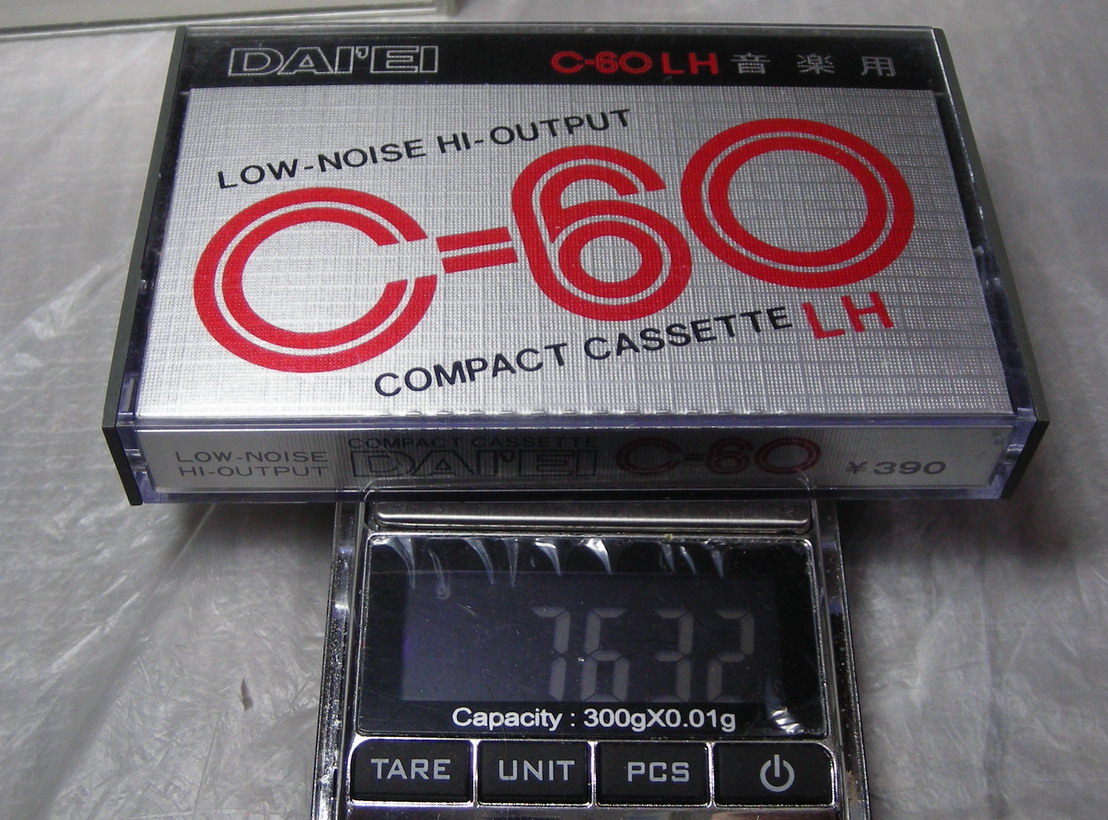 DAI'EI C-60 LH 音楽用
LOW-NOISE HI-OUTPUT
C-60
COMPACT CASSETTE LH
LOW-NOISE
HI-OUTPUT
COMPACT CASSETTE
DAI'EI C-60 ¥390
7632
Capacity : 300gX0.01g
TARE UNIT PCS